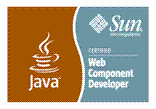 Sun
microsystems
CERTIFIED
Web
Component
Developer
Java